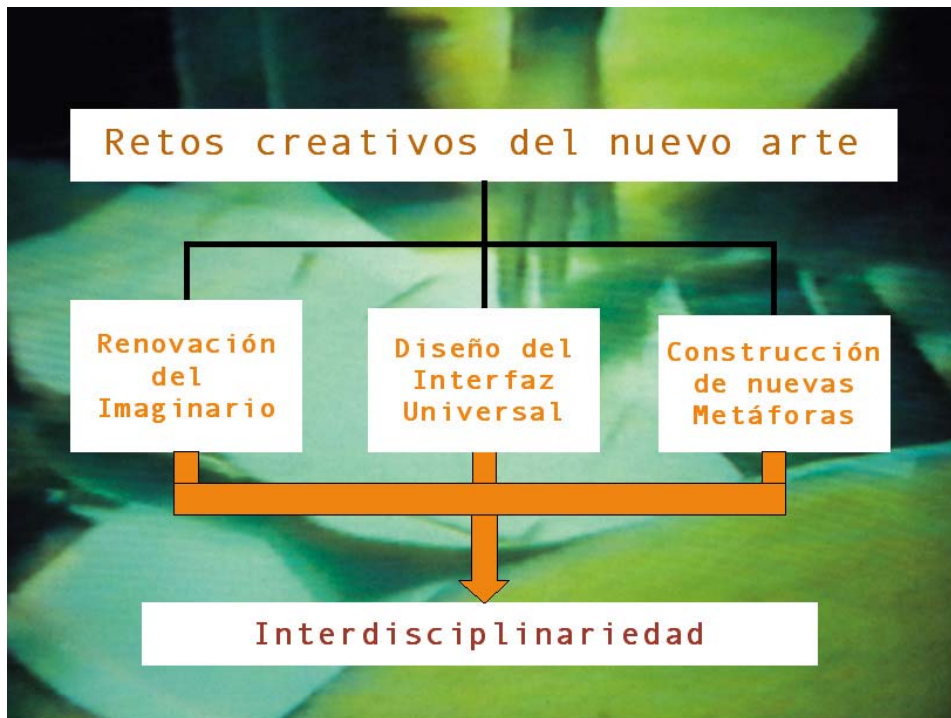 Retos creativos del nuevo arte
Renovación
del
Imaginario
Diseño del
Interfaz
Universal
Construcción
de nuevas
Metáforas
Interdisciplinariedad